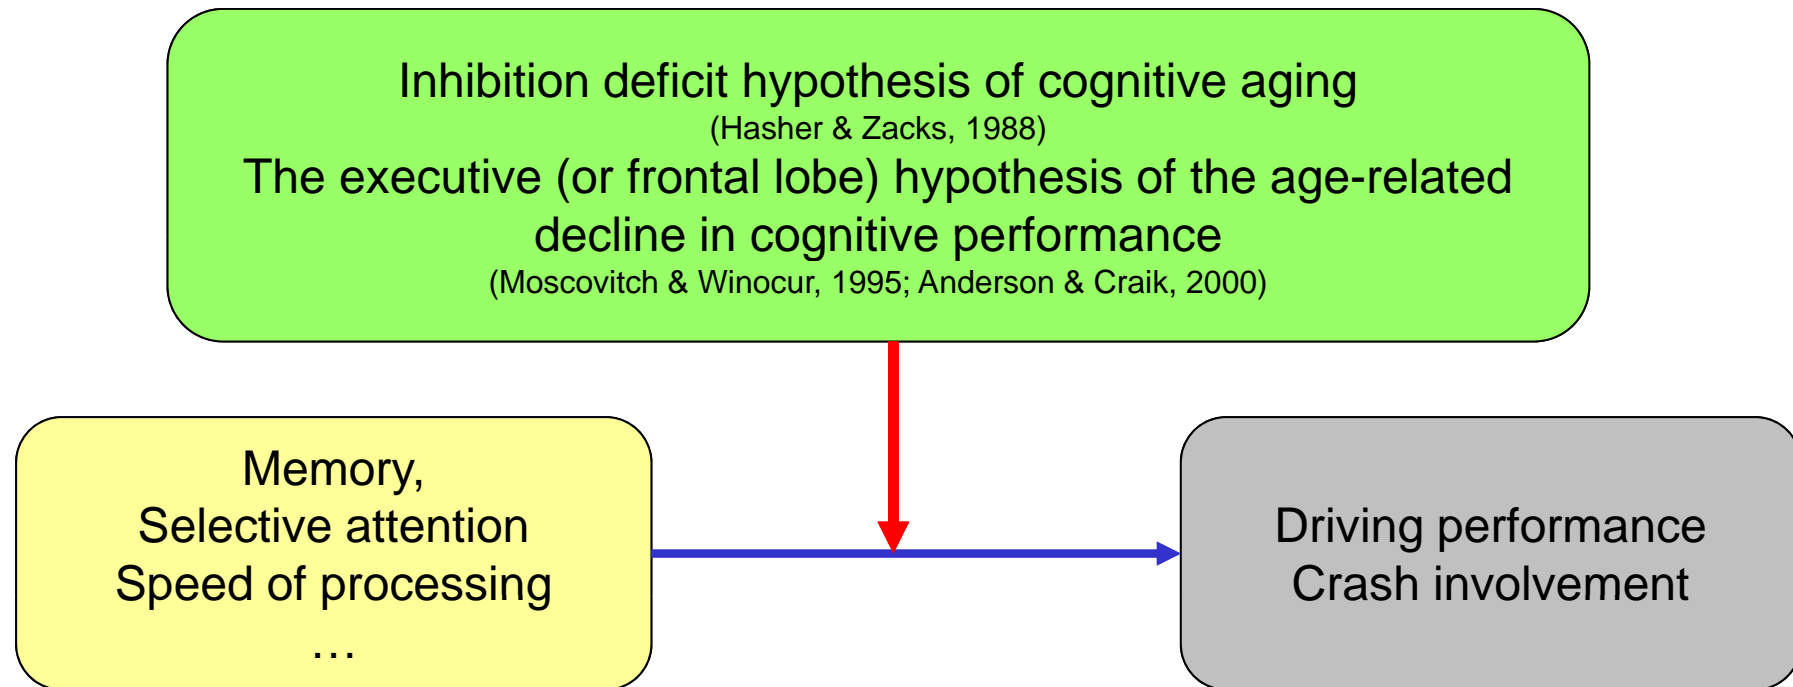 Inhibition deficit hypothesis of cognitive aging
(Hasher & Zacks, 1988)
The executive (or frontal lobe) hypothesis of the age-related
decline in cognitive performance
(Moscovitch & Winocur, 1995; Anderson & Craik, 2000)
Memory,
Selective attention
Speed of processing
…
Driving performance
Crash involvement